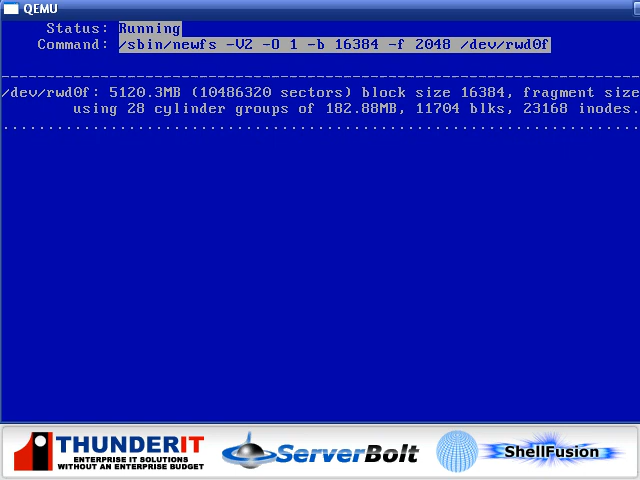 QEMU
Status: Running
Command: /sbin/newfs -V2 -O 1 -b 16384 -f 2048 /dev/rwd0f
/dev/rwd0f: 5120.3MB (10486320 sectors) block size 16384, fragment size
using 28 cylinder groups of 182.88MB, 11704 blks, 23168 inodes.
.......................................................................
THUNDERIT
ENTERPRISE IT SOLUTIONS
WITHOUT AN ENTERPRISE BUDGET
ServerBolt
ShellFusion